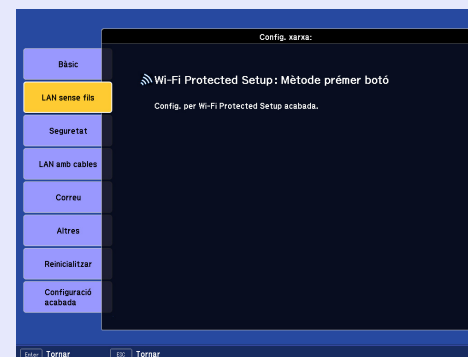 Config. xarxa:
Bàsic
LAN sense fils
Seguretat
LAN amb cables
Correu
Altres
Reinicialitzar
Configuració
acabada
Wi-Fi Protected Setup: Mètode prémer botó
Config. per Wi-Fi Protected Setup acabada.
Enter Tornar ESC Tornar